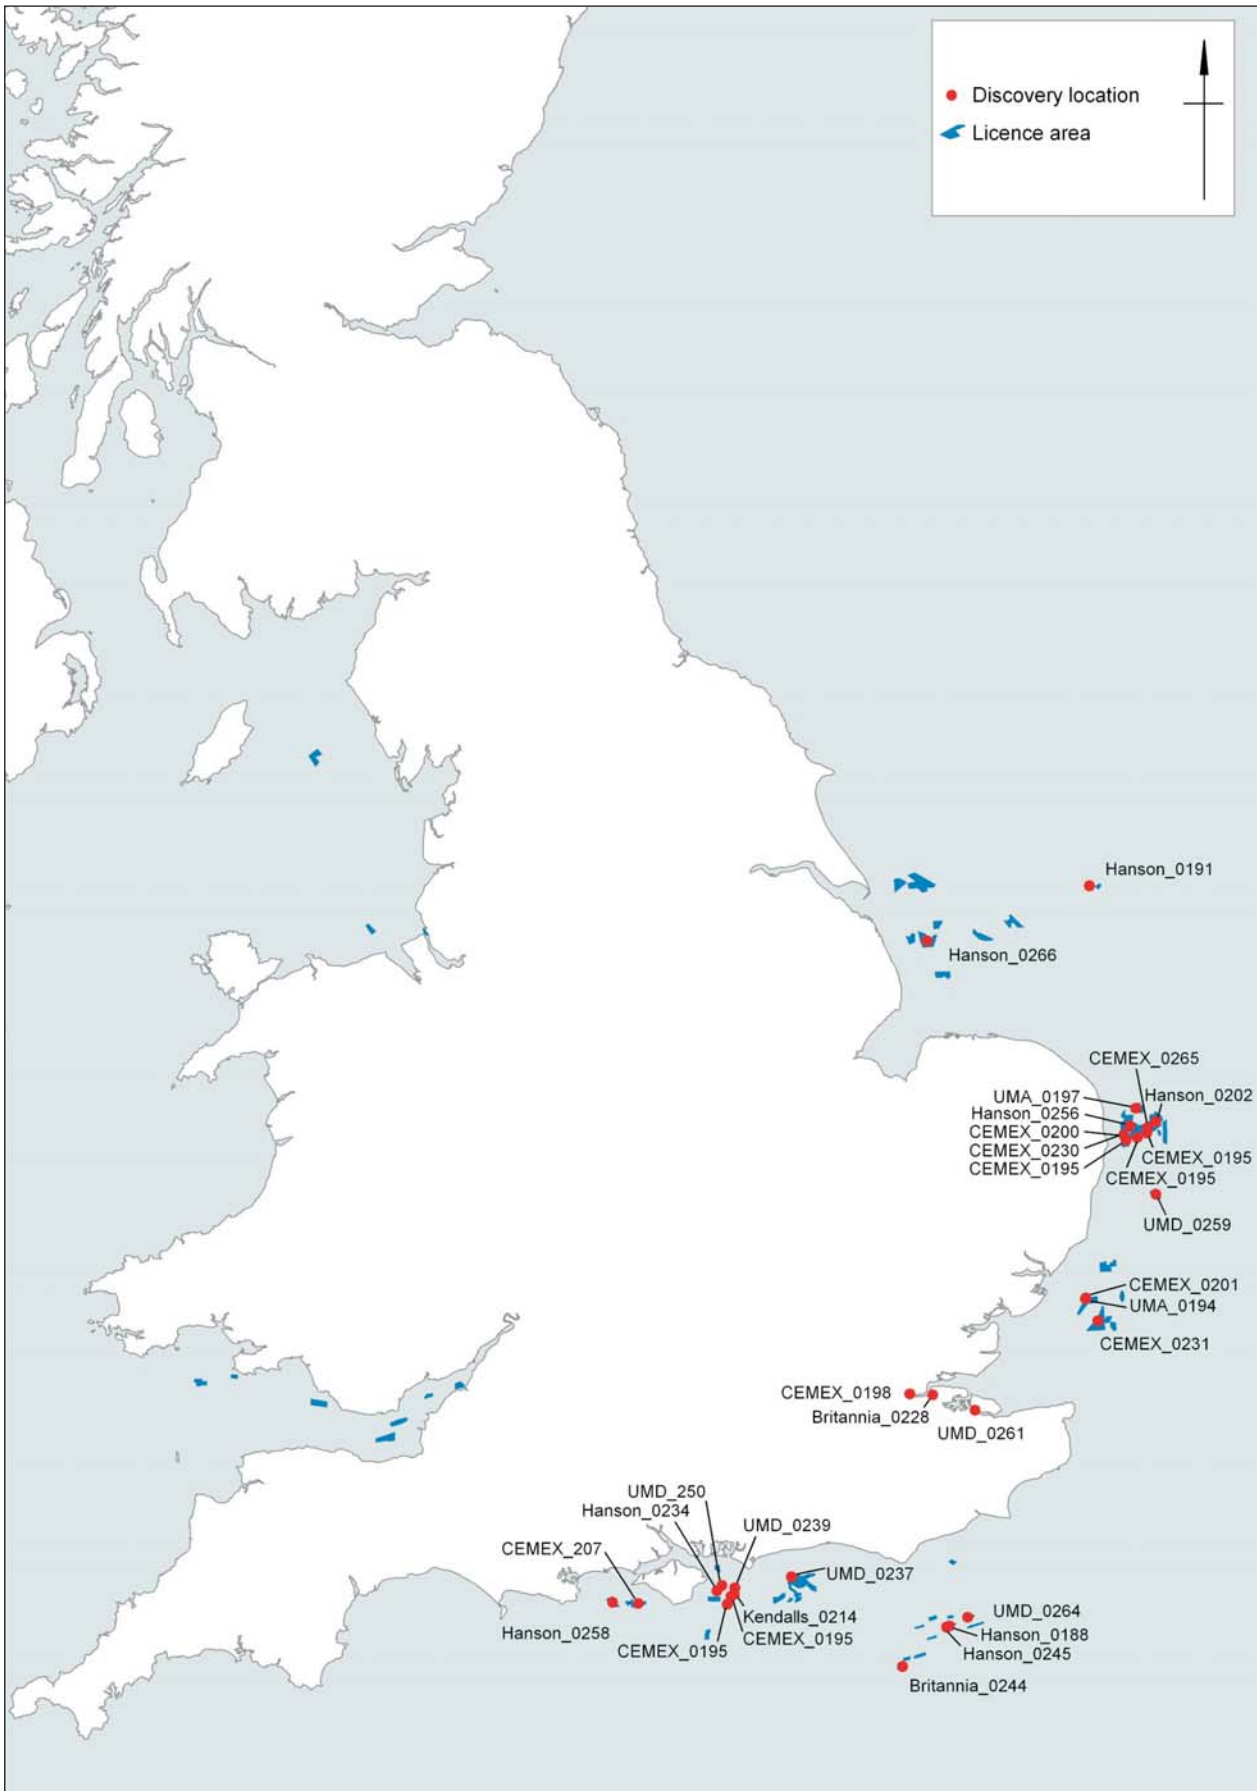 Discovery location
Licence area
Hanson_0191
Hanson_0266
CEMEX_0265
UMA_0197
Hanson_0202
Hanson_0256
CEMEX_0200
CEMEX_0230
CEMEX_0195
CEMEX_0195
CEMEX_0195
UMD_0259
CEMEX_0201
UMA_0194
CEMEX_0231
CEMEX_0198
Britannia_0228
UMD_0261
UMD_250
Hanson_0234
UMD_0239
CEMEX_207
UMD_0237
Kendalls_0214
Hanson_0258
CEMEX_0195
CEMEX_0195
UMD_0264
Hanson_0188
Hanson_0245
Britannia_0244